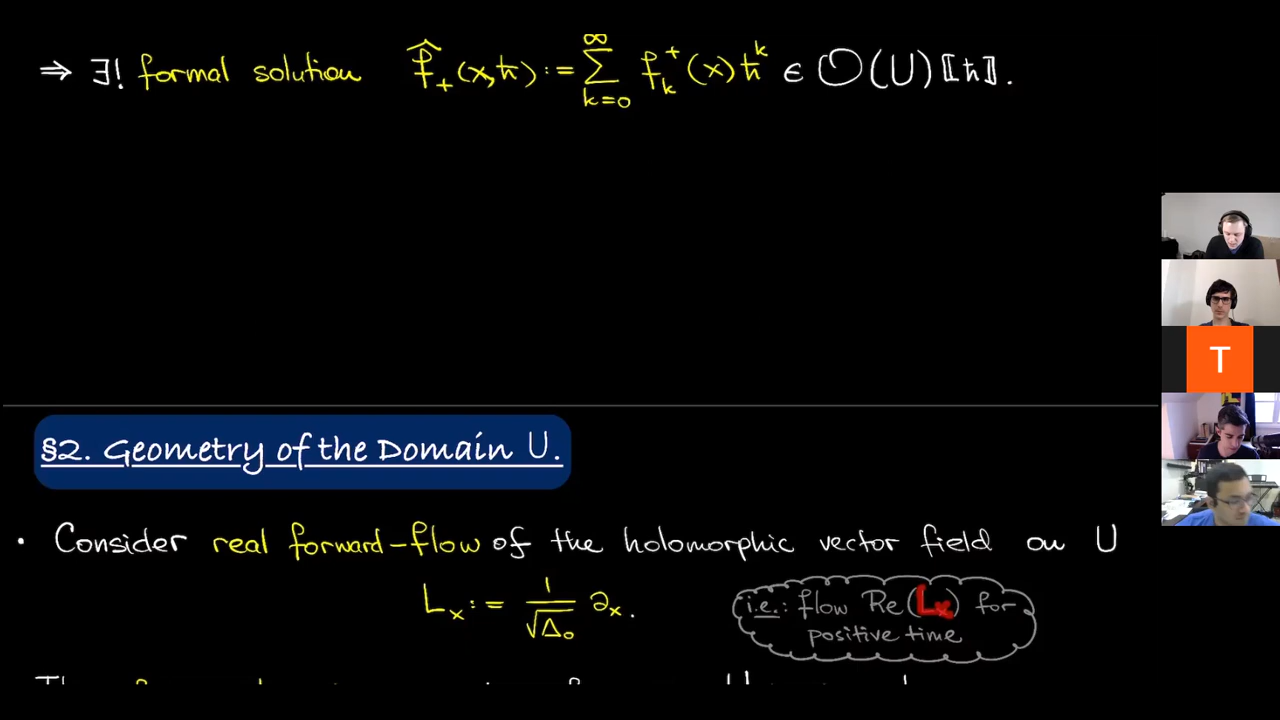 ⇒ ∃! formal solution f̂₊(x,ħ) := ∑_{k=0}^{∞} f_k^+(x) ħ^k ∈ O(U)⟦ħ⟧.
T
§2. Geometry of the Domain U.
• Consider real forward-flow of the holomorphic vector field on U
L_x := 1/√Δ₀ ∂_x.
i.e.: flow Re(L_x) for
positive time